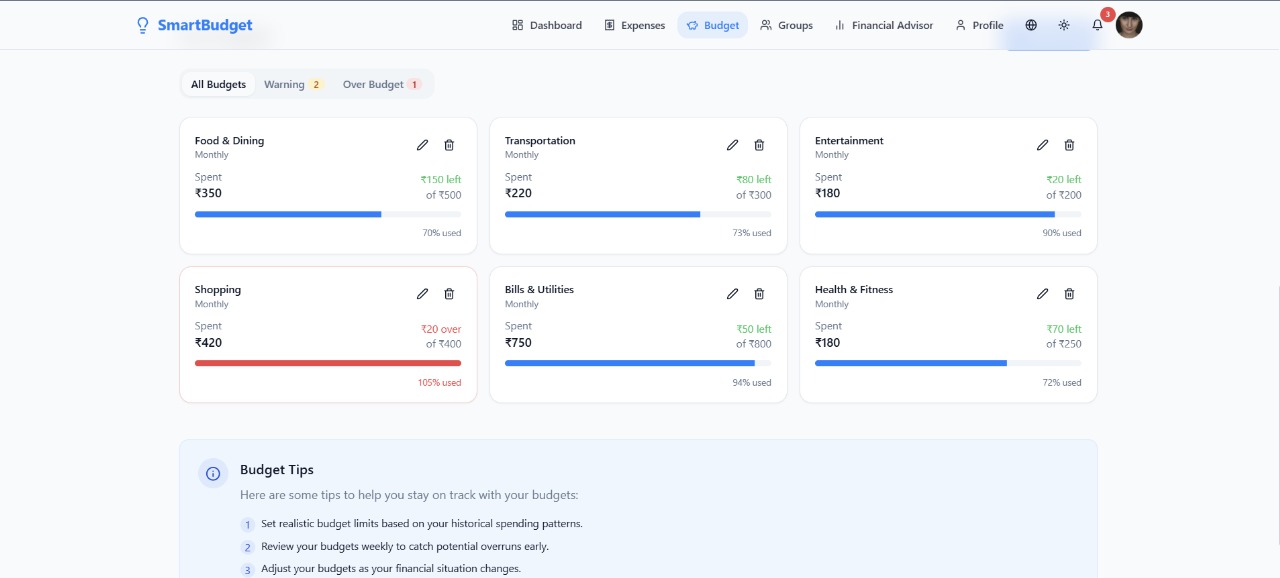 SmartBudget
Dashboard
Expenses
Budget
Groups
Financial Advisor
Profile
3
All Budgets
Warning 2
Over Budget 1
Food & Dining
Monthly
Spent
₹150 left
₹350
of ₹500
70% used
Transportation
Monthly
Spent
₹80 left
₹220
of ₹300
73% used
Entertainment
Monthly
Spent
₹20 left
₹180
of ₹200
90% used
Shopping
Monthly
Spent
₹20 over
₹420
of ₹400
105% used
Bills & Utilities
Monthly
Spent
₹50 left
₹750
of ₹800
94% used
Health & Fitness
Monthly
Spent
₹70 left
₹180
of ₹250
72% used
Budget Tips
Here are some tips to help you stay on track with your budgets:
1 Set realistic budget limits based on your historical spending patterns.
2 Review your budgets weekly to catch potential overruns early.
3 Adjust your budgets as your financial situation changes.